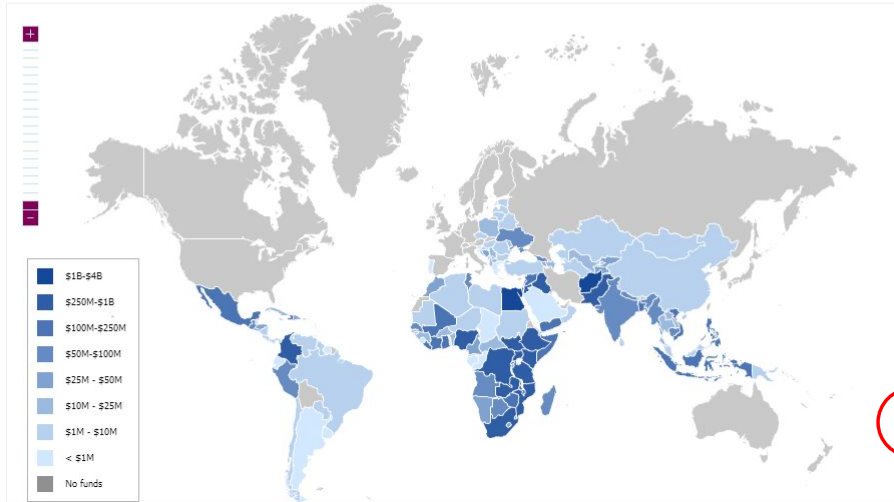 +
−
$1B-$4B
$250M-$1B
$100M-$250M
$50M-$100M
$25M - $50M
$10M - $25M
$1M - $10M
< $1M
No funds